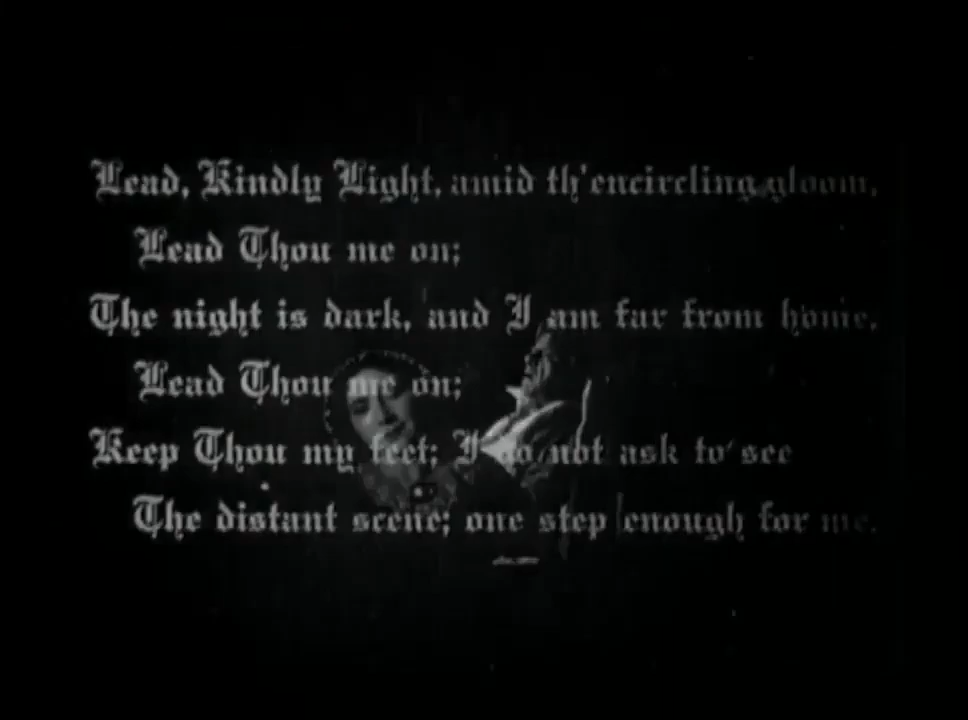 Lead, Kindly Light, amid th'encircling gloom,
Lead Thou me on;
The night is dark, and I am far from home,
Lead Thou me on;
Keep Thou my feet; I do not ask to see
The distant scene; one step enough for me.